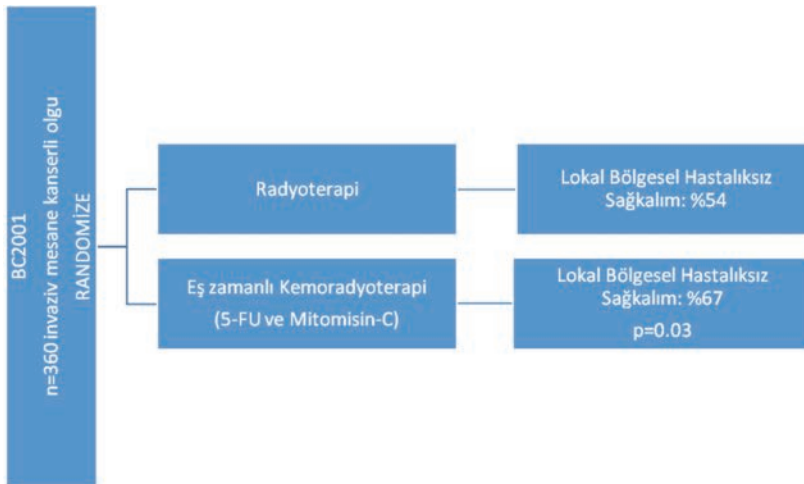 BC2001
n=360 invaziv mesane kanserli olgu
RANDOMİZE
Radyoterapi
Lokal Bölgesel Hastalıksız
Sağkalım: %54
Eş zamanlı Kemoradyoterapi
(5-FU ve Mitomisin-C)
Lokal Bölgesel Hastalıksız
Sağkalım: %67
p=0.03